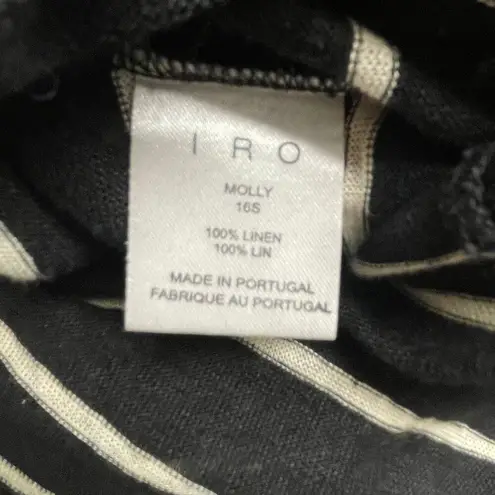 IRO
MOLLY
16S
100% LINEN
100% LIN
MADE IN PORTUGAL
FABRIQUE AU PORTUGAL